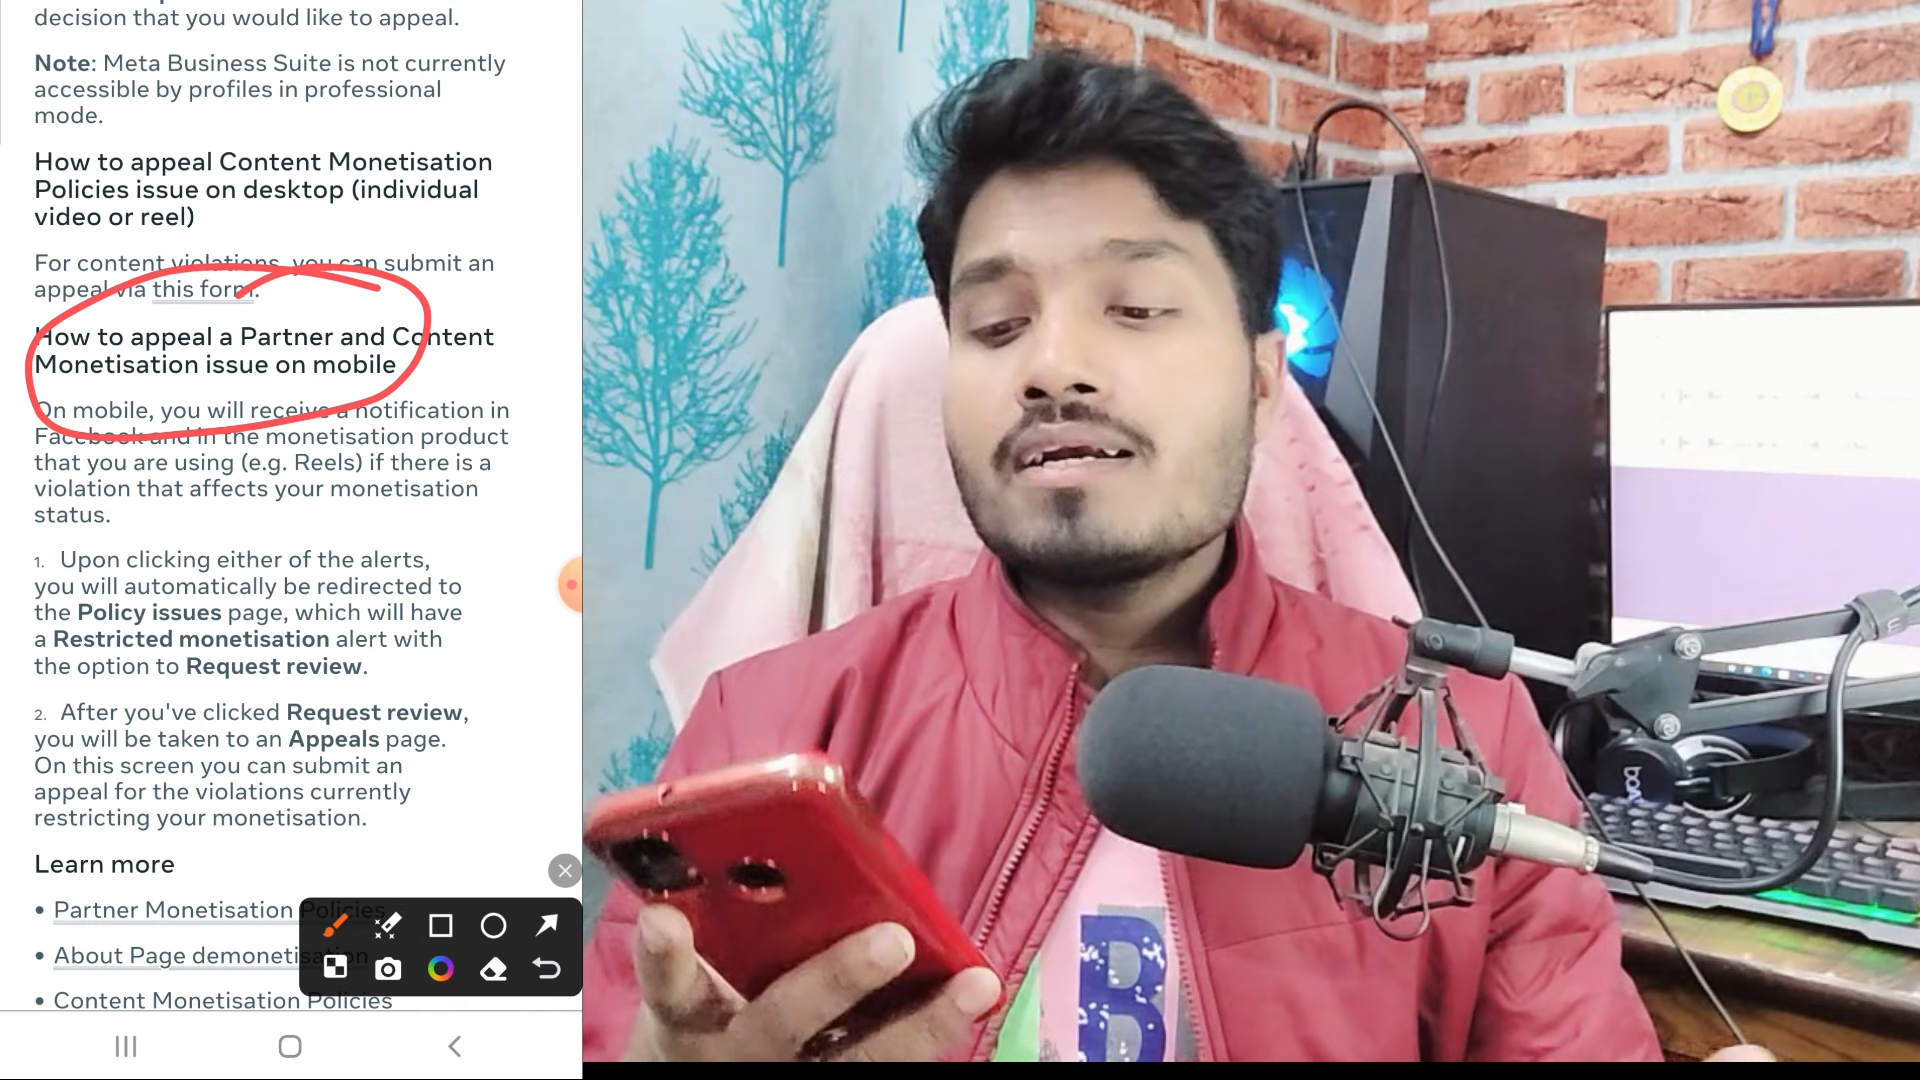 decision that you would like to appeal.
Note: Meta Business Suite is not currently
accessible by profiles in professional
mode.
How to appeal Content Monetisation
Policies issue on desktop (individual
video or reel)
For content violations, you can submit an
appeal via this form.
How to appeal a Partner and Content
Monetisation issue on mobile
On mobile, you will receive a notification in
Facebook and in the monetisation product
that you are using (e.g. Reels) if there is a
violation that affects your monetisation
status.
1. Upon clicking either of the alerts,
you will automatically be redirected to
the Policy issues page, which will have
a Restricted monetisation alert with
the option to Request review.
2. After you've clicked Request review,
you will be taken to an Appeals page.
On this screen you can submit an
appeal for the violations currently
restricting your monetisation.
Learn more
• Partner Monetisation Policies
• About Page demonetisation
• Content Monetisation Policies
boAt
B